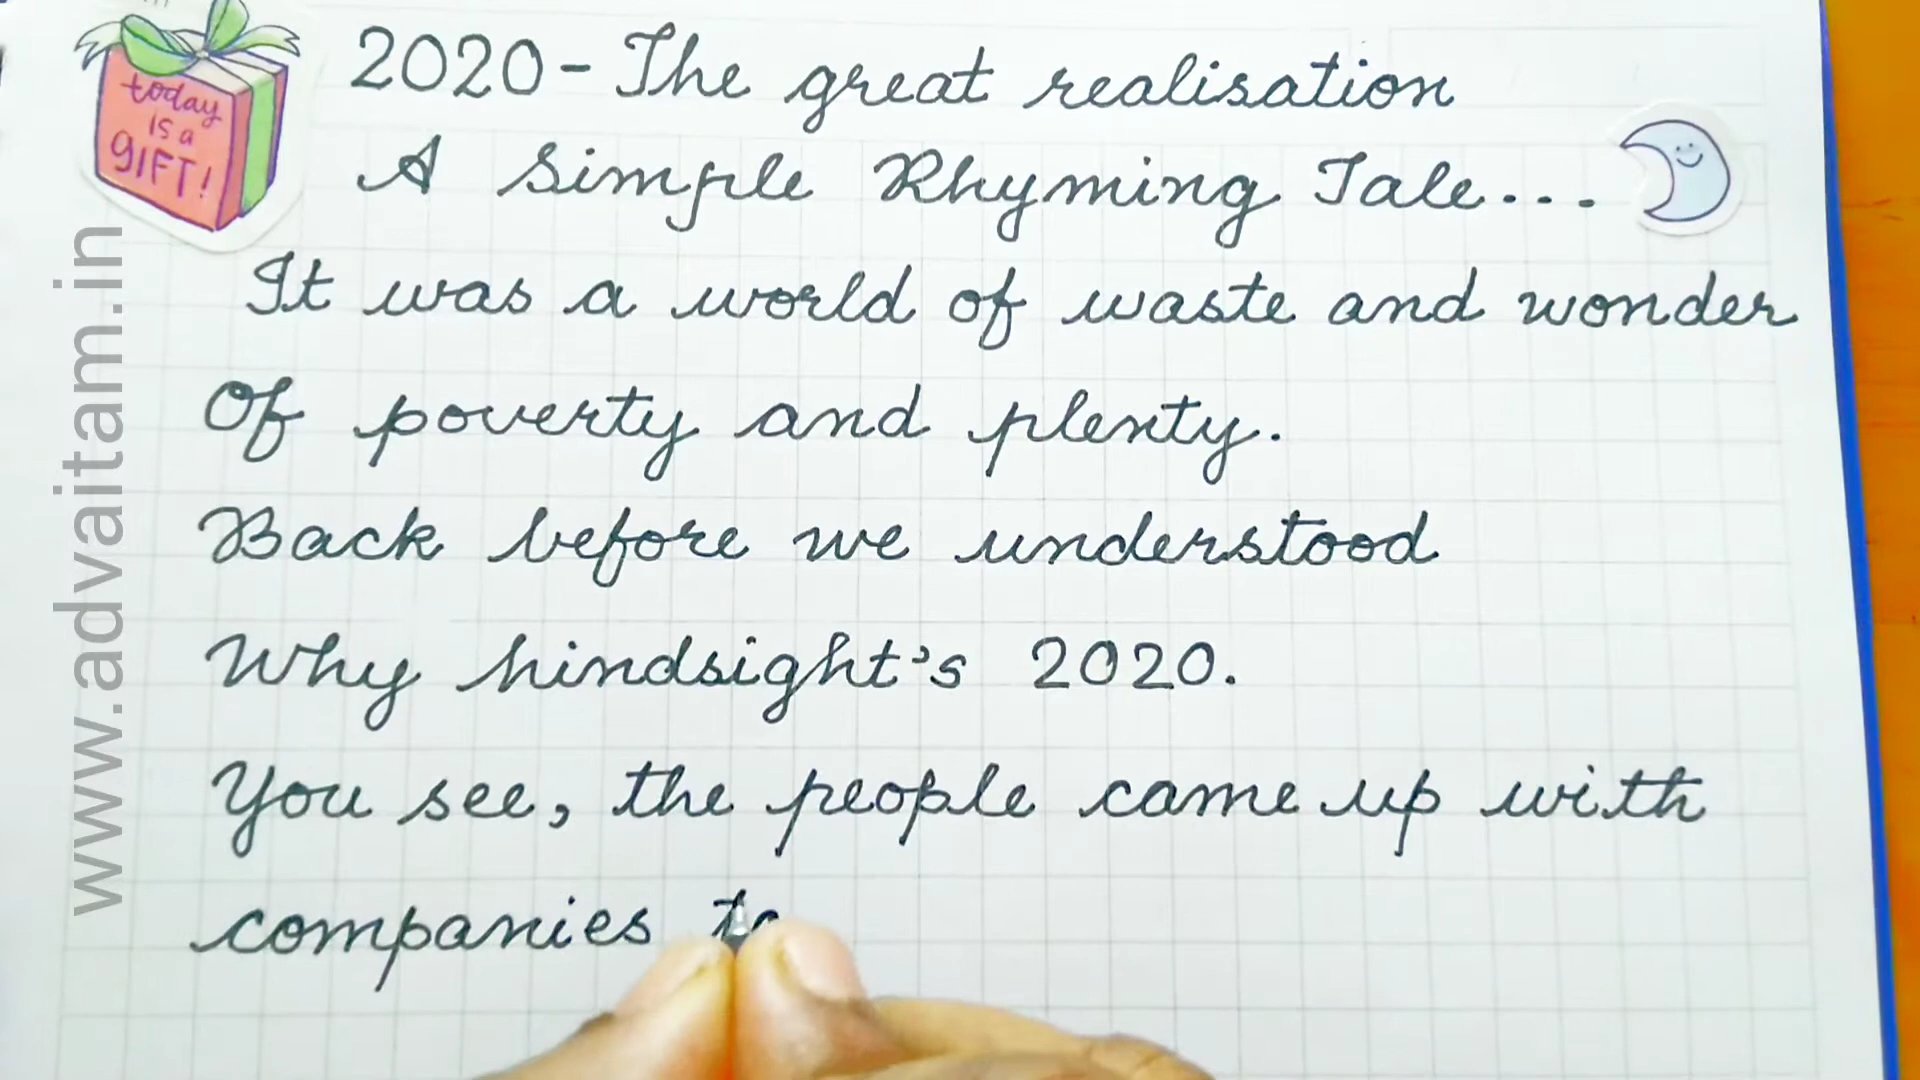 today
is a
GIFT!
2020-The great realisation
A Simple Rhyming Tale...
It was a world of waste and wonder
Of poverty and plenty.
Back before we understood
Why hindsight's 2020.
You see, the people came up with
companies to
www.advaitam.in